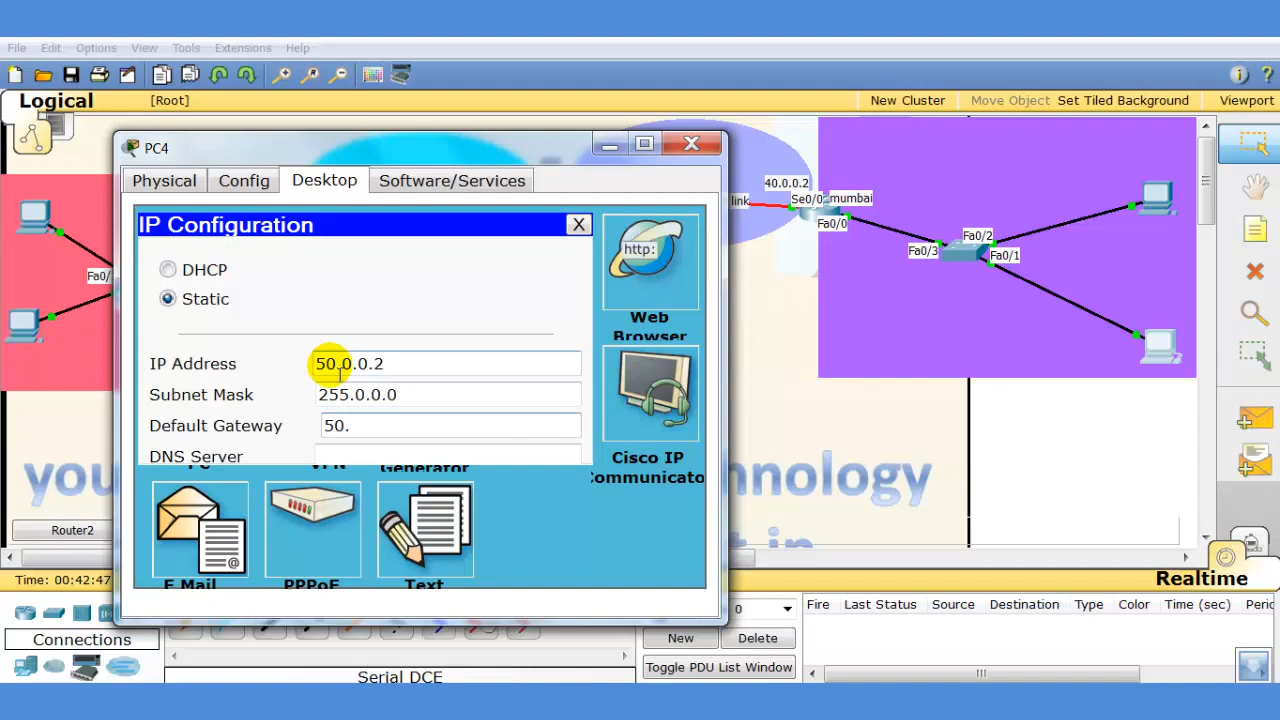 File Edit Options View Tools Extensions Help
Logical
[Root]
New Cluster
Move Object
Set Tiled Background
Viewport
PC4
Physical
Config
Desktop
Software/Services
IP Configuration
X
DHCP
Static
IP Address
50.0.0.2
Subnet Mask
255.0.0.0
Default Gateway
50.
DNS Server
http:
Web
Browser
Cisco IP
Communicato
VPN
Generator
E Mail
PPPoE
Text
Fa0/
link
40.0.0.2
Se0/0
mumbai
Fa0/0
Fa0/3
Fa0/2
Fa0/1
you
nnology
t in
Router2
Time: 00:42:47
Realtime
Connections
Serial DCE
0
New
Delete
Toggle PDU List Window
Fire
Last Status
Source
Destination
Type
Color
Time (sec)
Perio